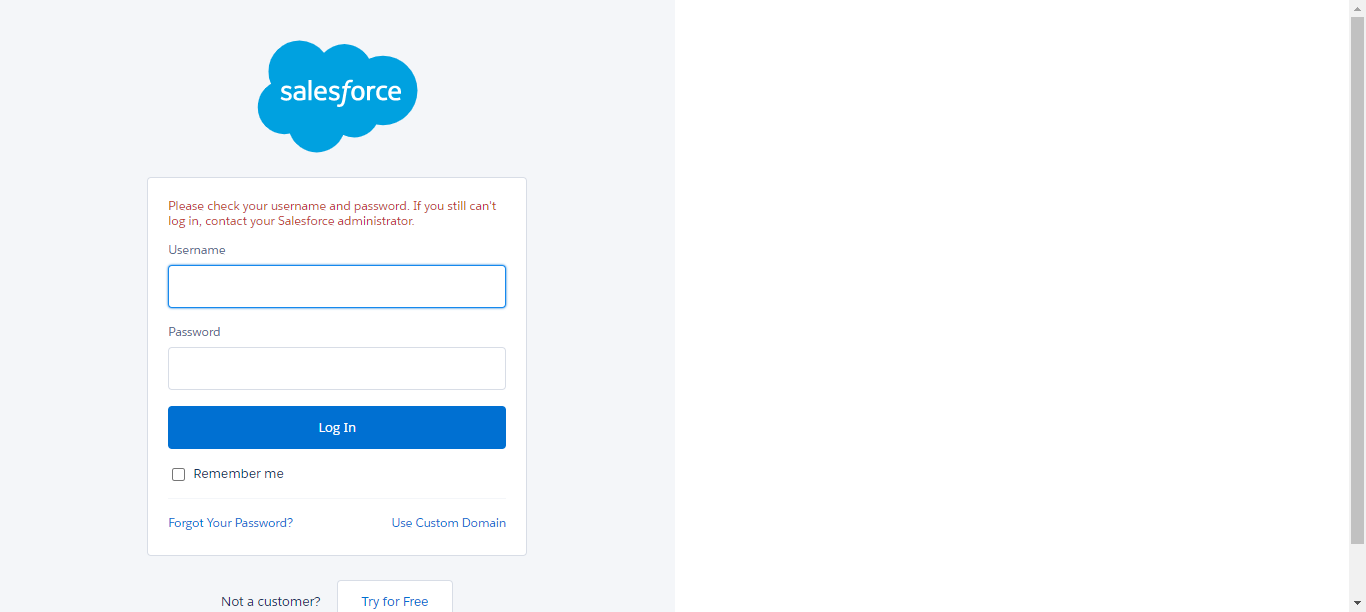 salesforce
Please check your username and password. If you still can't
log in, contact your Salesforce administrator.
Username
Password
Log In
Remember me
Forgot Your Password?
Use Custom Domain
Not a customer?
Try for Free